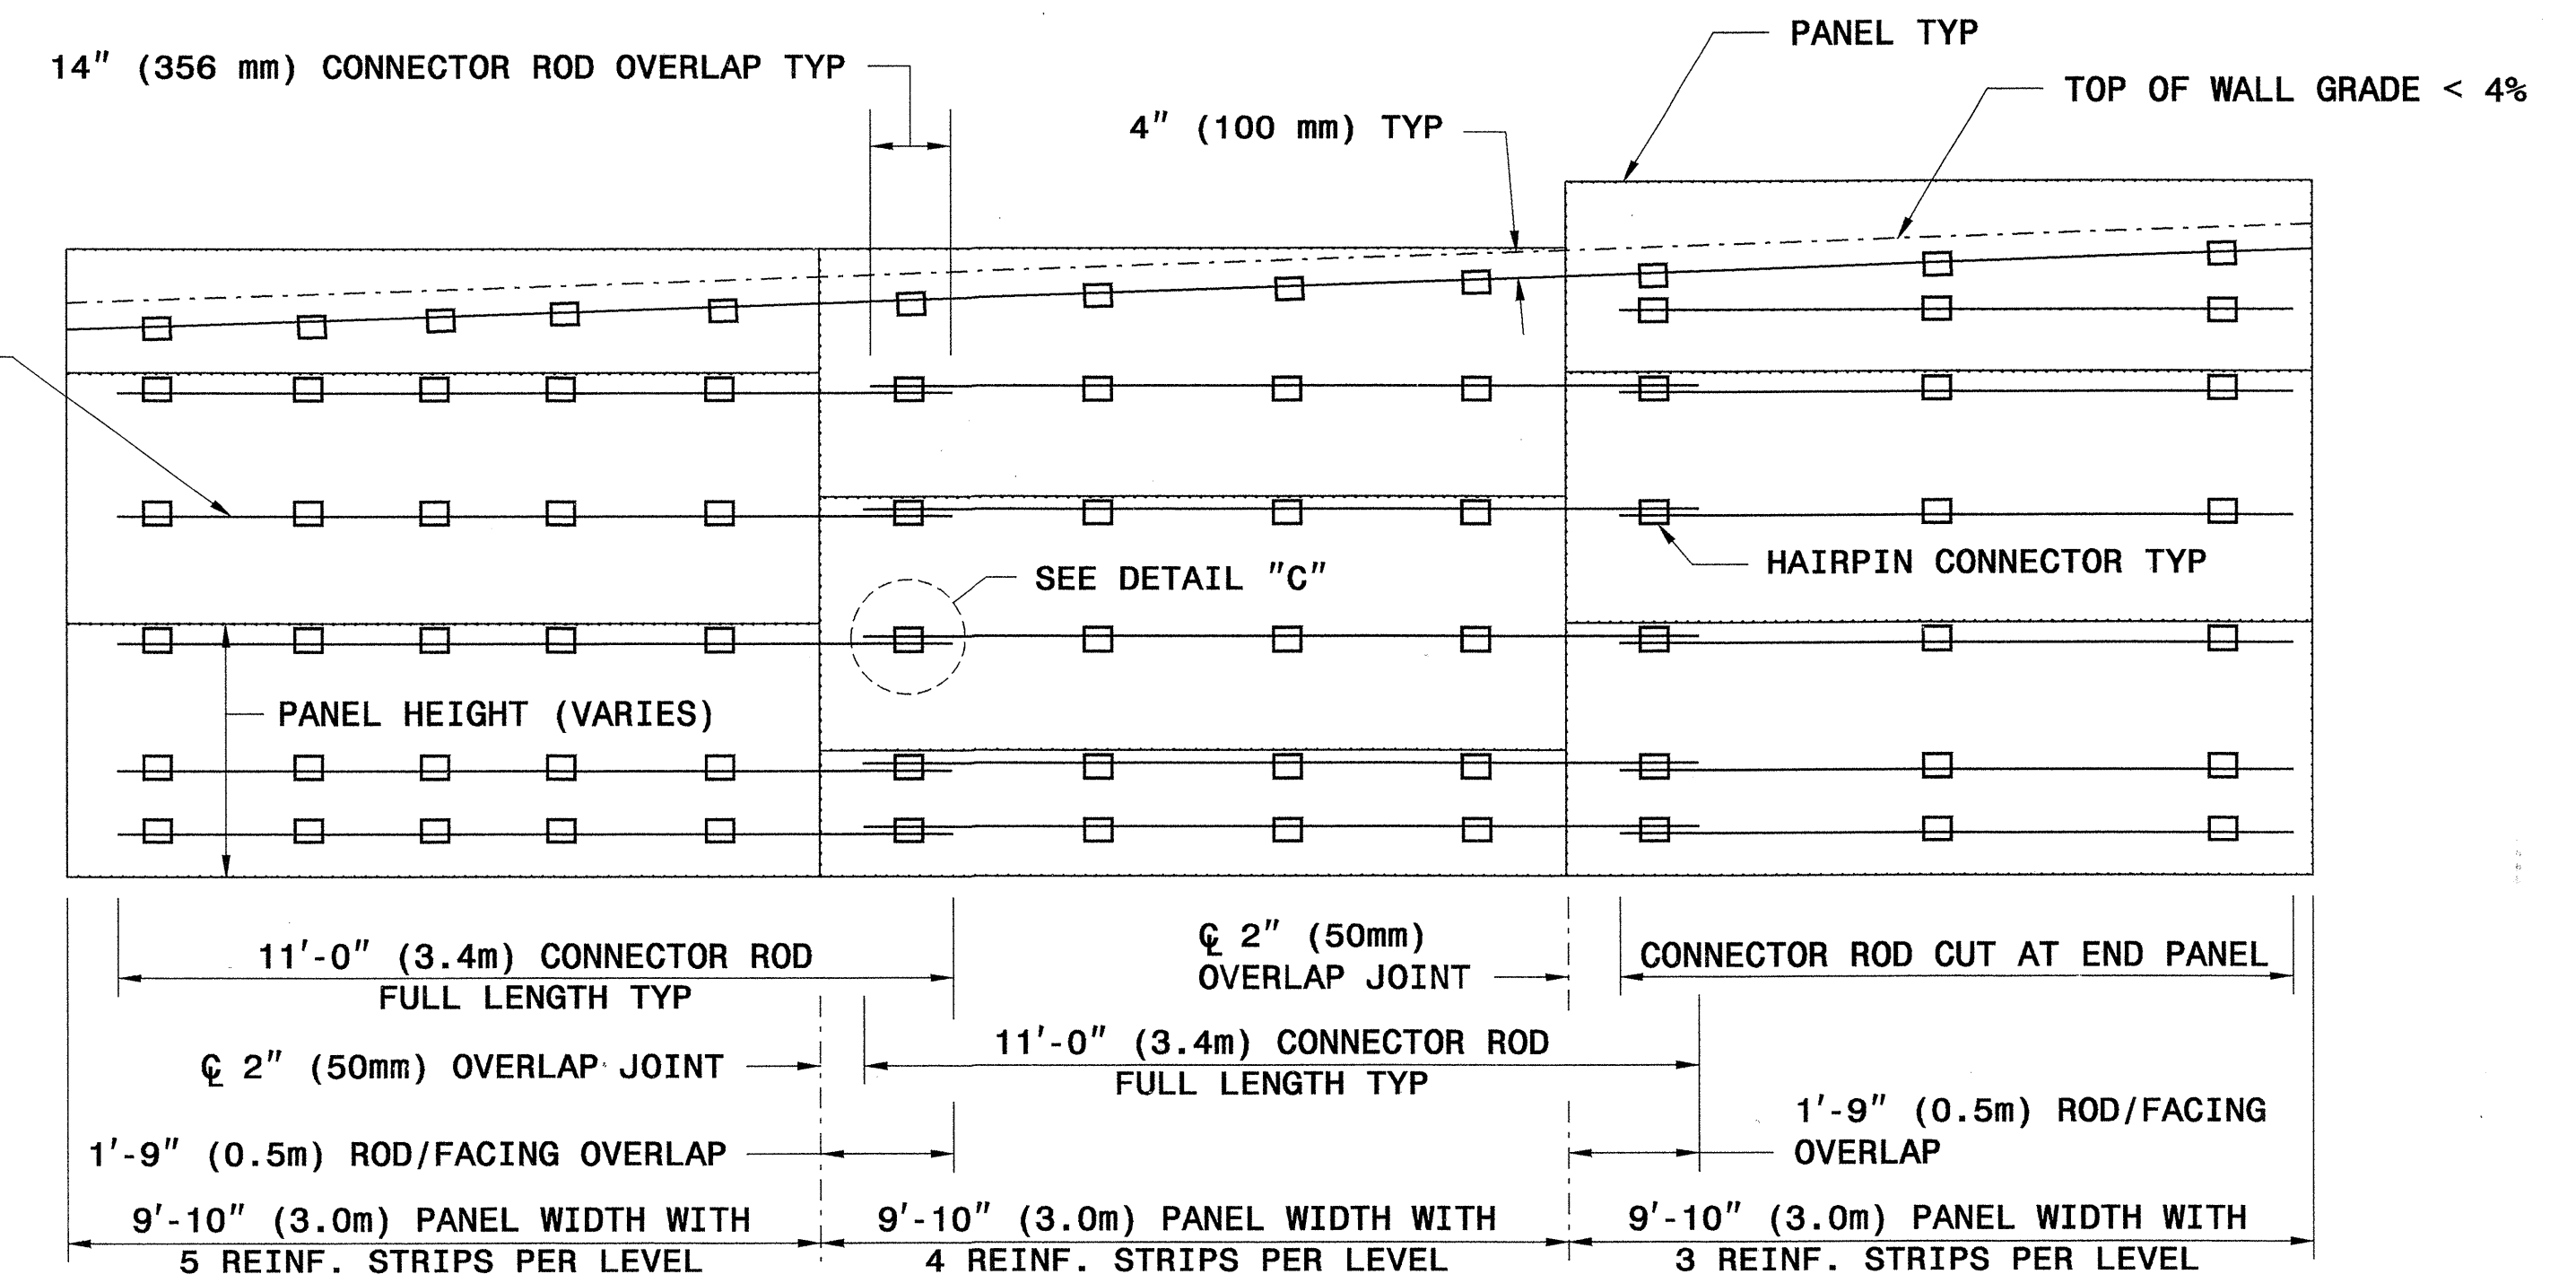 PANEL TYP
14" (356 mm) CONNECTOR ROD OVERLAP TYP
TOP OF WALL GRADE < 4%
4" (100 mm) TYP
HAIRPIN CONNECTOR TYP
SEE DETAIL "C"
PANEL HEIGHT (VARIES)
℄ 2" (50mm)
OVERLAP JOINT
11'-0" (3.4m) CONNECTOR ROD
FULL LENGTH TYP
CONNECTOR ROD CUT AT END PANEL
11'-0" (3.4m) CONNECTOR ROD
FULL LENGTH TYP
℄ 2" (50mm) OVERLAP JOINT
1'-9" (0.5m) ROD/FACING
OVERLAP
1'-9" (0.5m) ROD/FACING OVERLAP
9'-10" (3.0m) PANEL WIDTH WITH
5 REINF. STRIPS PER LEVEL
9'-10" (3.0m) PANEL WIDTH WITH
4 REINF. STRIPS PER LEVEL
9'-10" (3.0m) PANEL WIDTH WITH
3 REINF. STRIPS PER LEVEL